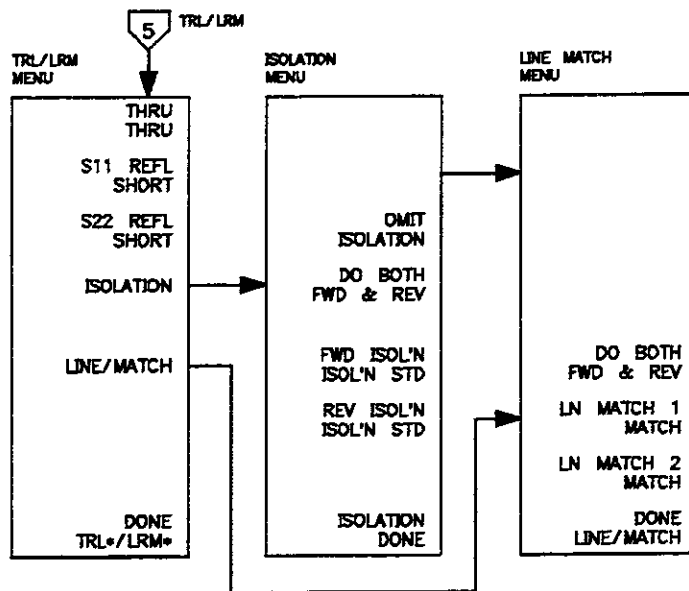 5 TRL/LRM
TRL/LRM
MENU
THRU
THRU
S11 REFL
SHORT
S22 REFL
SHORT
ISOLATION
LINE/MATCH
DONE
TRL*/LRM*
ISOLATION
MENU
OMIT
ISOLATION
DO BOTH
FWD & REV
FWD ISOL'N
ISOL'N STD
REV ISOL'N
ISOL'N STD
ISOLATION
DONE
LINE MATCH
MENU
DO BOTH
FWD & REV
LN MATCH 1
MATCH
LN MATCH 2
MATCH
DONE
LINE/MATCH